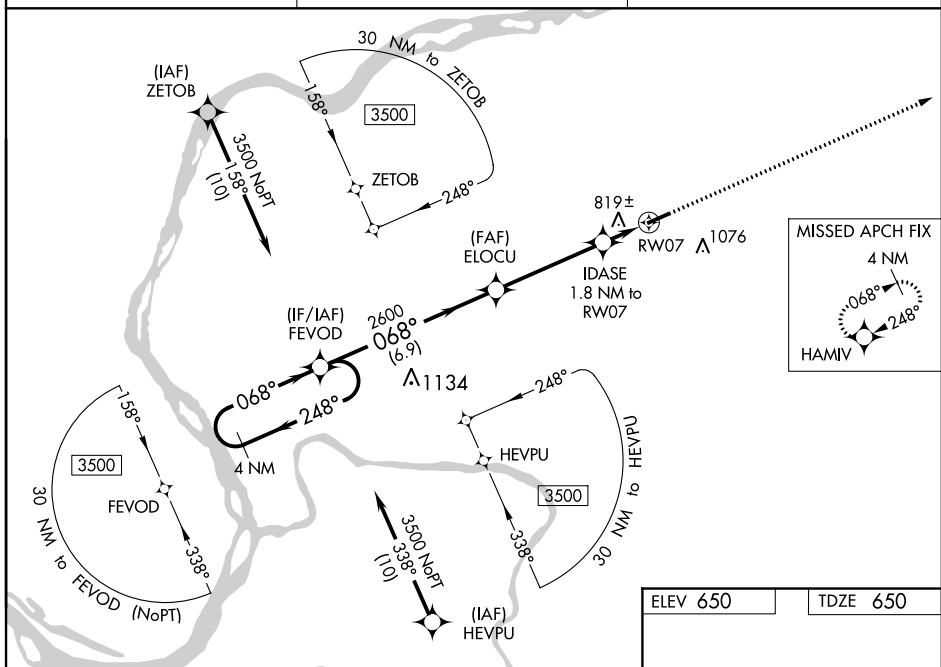 30 NM to ZETOB
(IAF)
ZETOB
158°
3500
3500 NoPT
158°
(10)
ZETOB
248°
819±
(FAF)
ELOCU
RW07
1076
IDASE
1.8 NM to
RW07
MISSED APCH FIX
4 NM
068°
248°
HAMIV
(IF/IAF)
FEVOD
2600
068°
(6.9)
1134
068°
248°
4 NM
158°
3500
FEVOD
338°
30 NM to FEVOD (NoPT)
248°
HEVPU
3500
338°
30 NM to HEVPU
3500 NoPT
338°
(10)
(IAF)
HEVPU
ELEV 650
TDZE 650